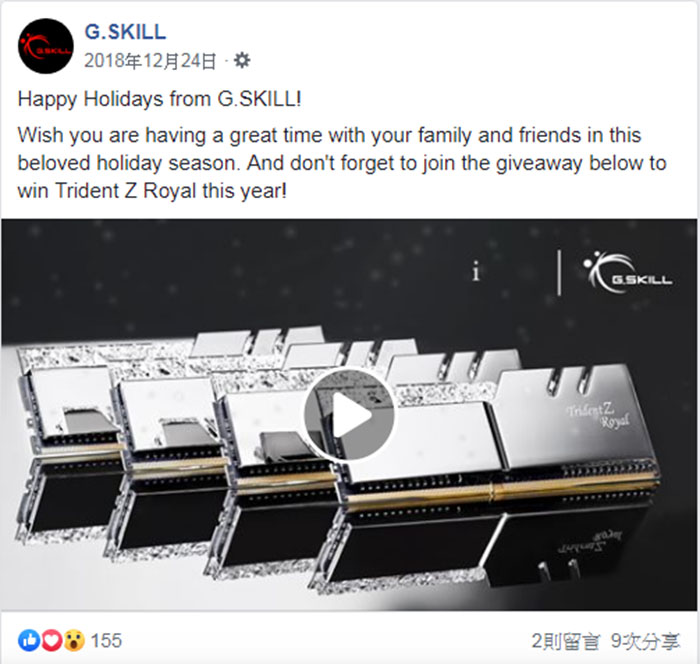 G.SKILL
G.SKILL
2018年12月24日 ·
Happy Holidays from G.SKILL!
Wish you are having a great time with your family and friends in this
beloved holiday season. And don't forget to join the giveaway below to
win Trident Z Royal this year!
i
G.SKILL
Trident Z
Royal
155
2則留言 9次分享